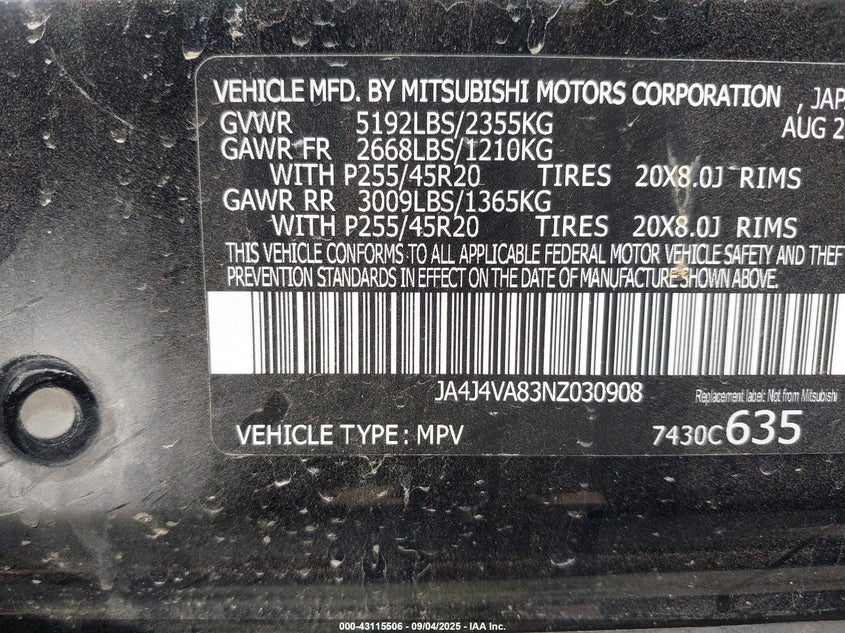 VEHICLE MFD. BY MITSUBISHI MOTORS CORPORATION , JAPA
GVWR 5192LBS/2355KG AUG 2
GAWR FR 2668LBS/1210KG
WITH P255/45R20 TIRES 20X8.0J RIMS
GAWR RR 3009LBS/1365KG
WITH P255/45R20 TIRES 20X8.0J RIMS
THIS VEHICLE CONFORMS TO ALL APPLICABLE FEDERAL MOTOR VEHICLE SAFETY AND THEFT
PREVENTION STANDARDS IN EFFECT ON THE DATE OF MANUFACTURE SHOWN ABOVE.
JA4J4VA83NZ030908 Replacement label: Not from Mitsubishi
VEHICLE TYPE: MPV 7430C635
000-43115506 - 09/04/2025 - IAA Inc.